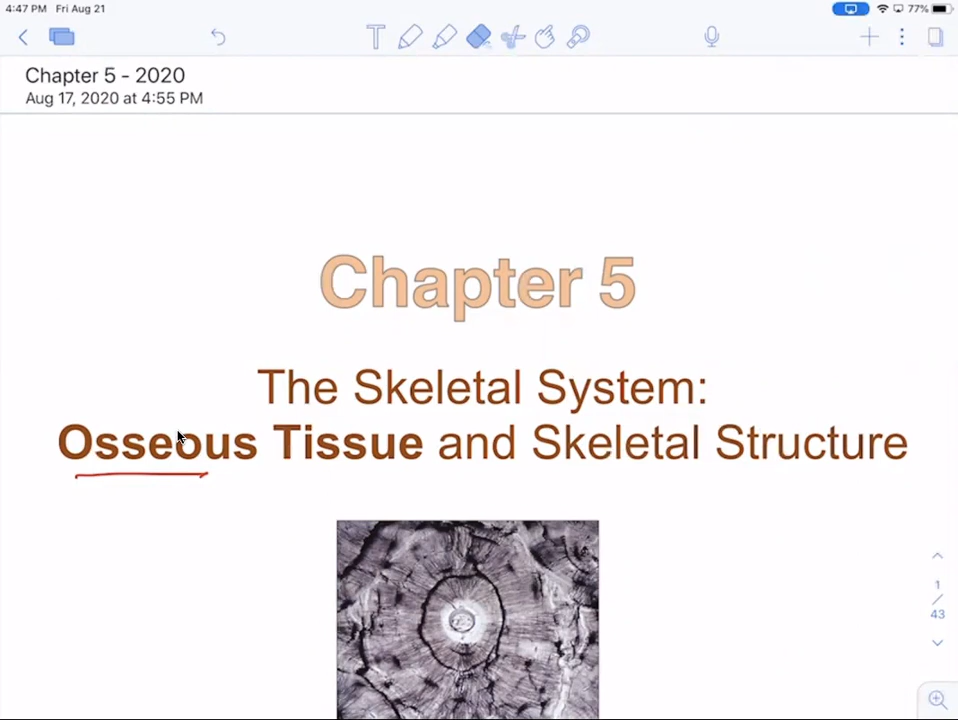 4:47 PM Fri Aug 21
77%
Chapter 5 - 2020
Aug 17, 2020 at 4:55 PM
Chapter 5
The Skeletal System:
Osseous Tissue and Skeletal Structure
1
/
43